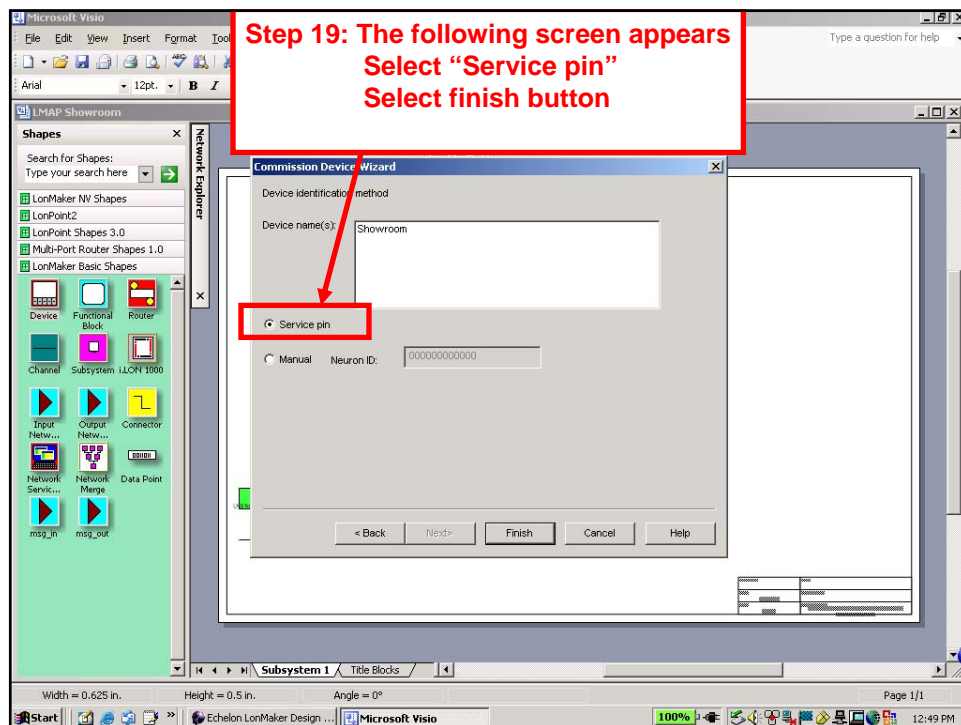 Microsoft Visio
File Edit View Insert Format Tool
Type a question for help
Arial 12pt. B I
Step 19: The following screen appears
Select “Service pin”
Select finish button
LMAP Showroom
Shapes
Search for Shapes:
Type your search here
LonMaker NV Shapes
LonPoint2
LonPoint Shapes 3.0
Multi-Port Router Shapes 1.0
LonMaker Basic Shapes
Device
Functional Block
Router
Channel
Subsystem
i.LON 1000
Input Netw...
Output Netw...
Connector
Network Servic...
Network Merge
Data Point
msg_in
msg_out
Network Explorer
Commission Device Wizard
Device identification method
Device name(s):
Showroom
Service pin
Manual Neuron ID: 000000000000
< Back Next> Finish Cancel Help
Subsystem 1 Title Blocks
Width = 0.625 in. Height = 0.5 in. Angle = 0° Page 1/1
Start » Echelon LonMaker Design ... Microsoft Visio 100% 12:49 PM